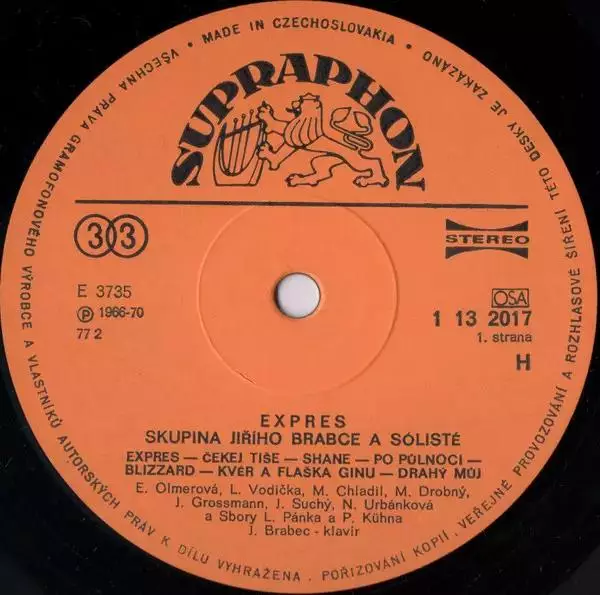 VŠECHNA PRÁVA GRAMOFONOVÉHO VÝROBCE A VLASTNÍKŮ AUTORSKÝCH PRÁV K DÍLU VYHRAŽENA. POŘIZOVÁNÍ KOPIÍ, VEŘEJNÉ PROVOZOVÁNÍ A ROZHLASOVÉ ŠÍŘENÍ TÉTO DESKY JE ZAKÁZÁNO
• MADE IN CZECHOSLOVAKIA •
SUPRAPHON
33
STEREO
E 3735
OSA
℗ 1966-70
1 13 2017
77 2
1. strana
H
EXPRES
SKUPINA JIŘÍHO BRABCE A SÓLISTÉ
EXPRES — ČEKEJ TIŠE — SHANE — PO PŮLNOCI —
BLIZZARD — KVÉR A FLAŠKA GINU — DRAHÝ MŮJ
E. Olmerová, L. Vodička, M. Chladil, M. Drobný,
J. Grossmann, J. Suchý, N. Urbánková
a Sbory L. Pánka a P. Kühna
J. Brabec - klavír